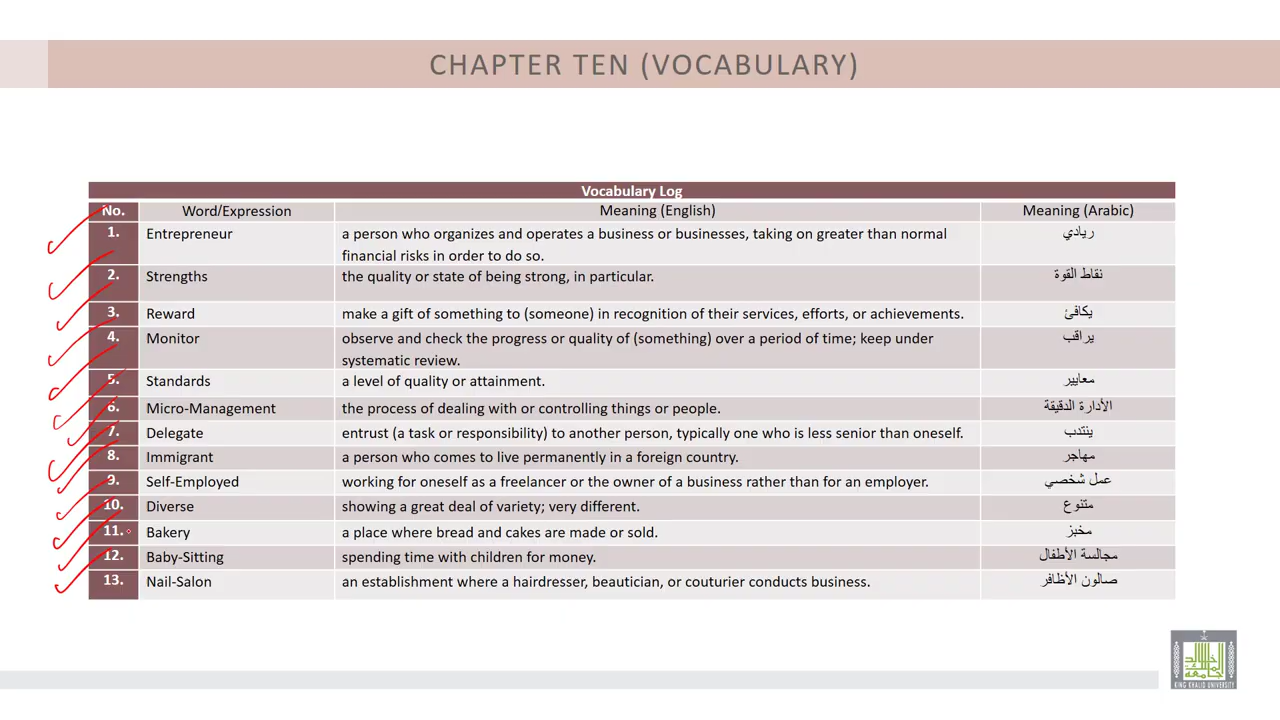 CHAPTER TEN (VOCABULARY)
Vocabulary Log
No. Word/Expression Meaning (English) Meaning (Arabic)
1. Entrepreneur a person who organizes and operates a business or businesses, taking on greater than normal financial risks in order to do so. ريادي
2. Strengths the quality or state of being strong, in particular. نقاط القوة
3. Reward make a gift of something to (someone) in recognition of their services, efforts, or achievements. يكافئ
4. Monitor observe and check the progress or quality of (something) over a period of time; keep under systematic review. يراقب
5. Standards a level of quality or attainment. معايير
6. Micro-Management the process of dealing with or controlling things or people. الأدارة الدقيقة
7. Delegate entrust (a task or responsibility) to another person, typically one who is less senior than oneself. ينتدب
8. Immigrant a person who comes to live permanently in a foreign country. مهاجر
9. Self-Employed working for oneself as a freelancer or the owner of a business rather than for an employer. عمل شخصي
10. Diverse showing a great deal of variety; very different. متنوع
11. Bakery a place where bread and cakes are made or sold. مخبز
12. Baby-Sitting spending time with children for money. مجالسة الأطفال
13. Nail-Salon an establishment where a hairdresser, beautician, or couturier conducts business. صالون الأظافر
KING KHALID UNIVERSITY